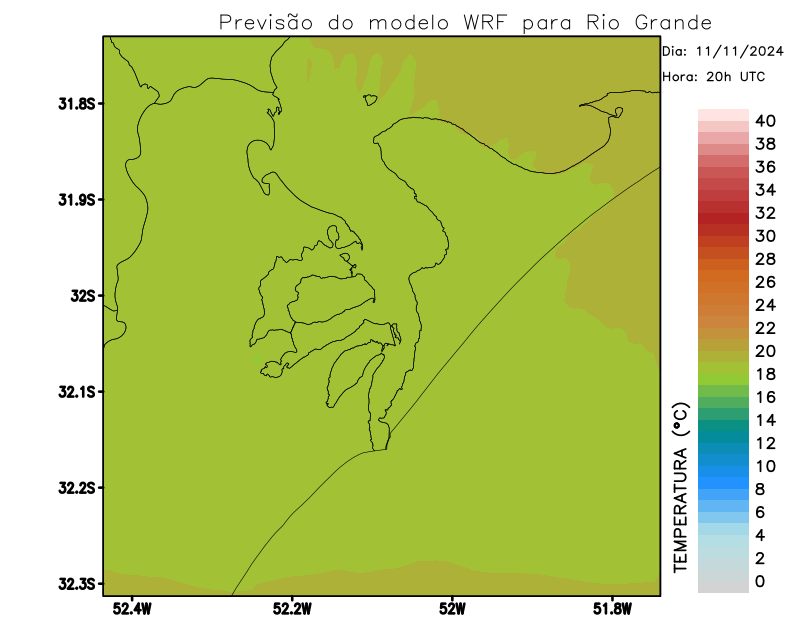 Previsão do modelo WRF para Rio Grande
Dia: 11/11/2024
Hora: 20h UTC
31.8S
31.9S
32S
32.1S
32.2S
32.3S
52.4W
52.2W
52W
51.8W
TEMPERATURA (°C)
40
38
36
34
32
30
28
26
24
22
20
18
16
14
12
10
8
6
4
2
0